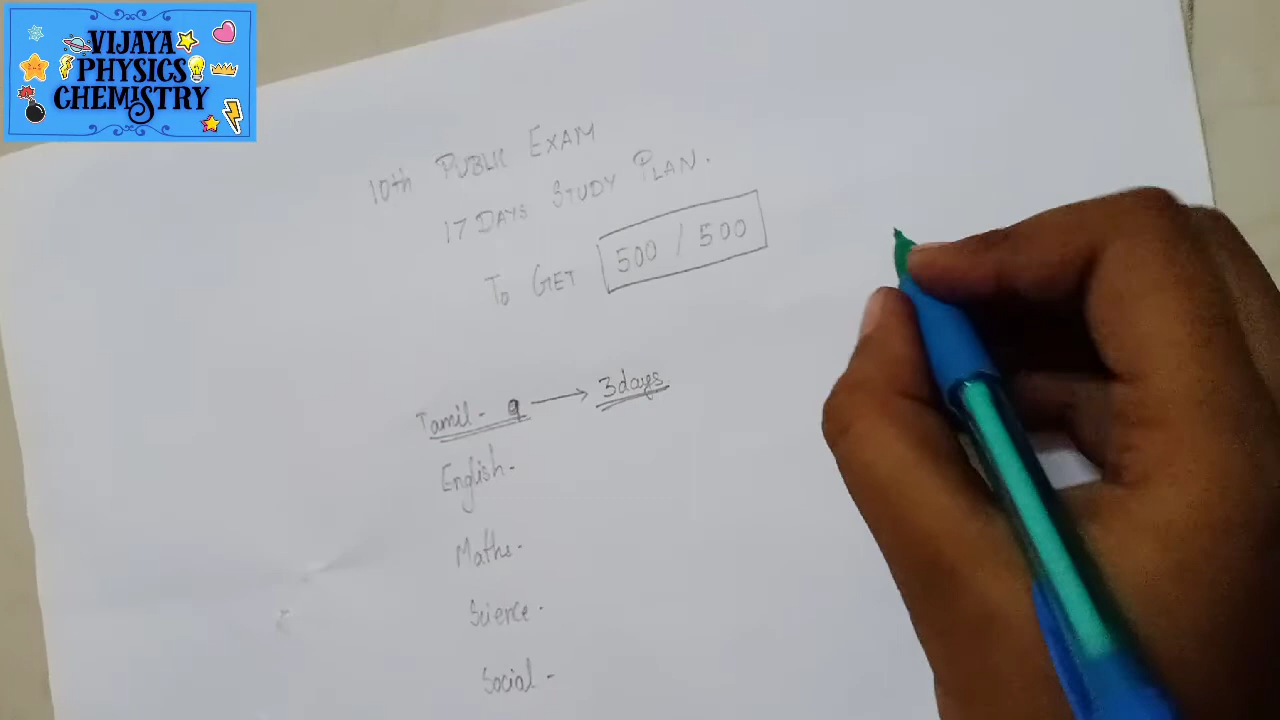 VIJAYA
PHYSICS
CHEMISTRY
10th PUBLIC EXAM
17 DAYS STUDY PLAN.
To GET 500 / 500
Tamil - 9 → 3days
English -
Maths -
Science -
Social -